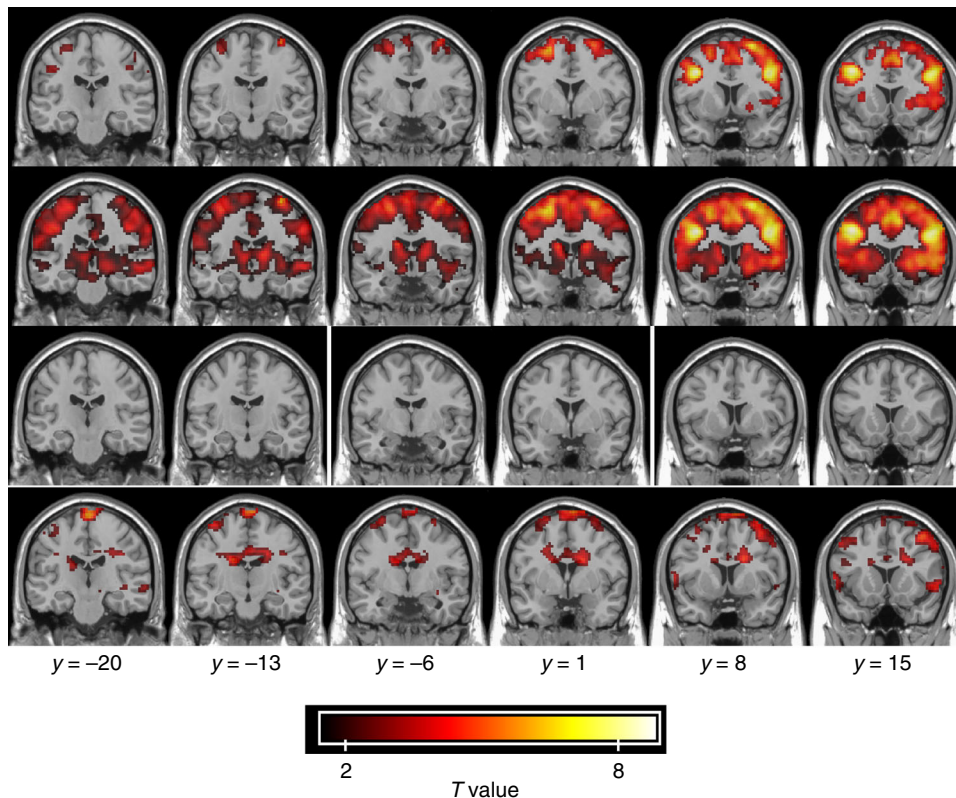 y = –20 y = –13 y = –6 y = 1 y = 8 y = 15
2 8
T value